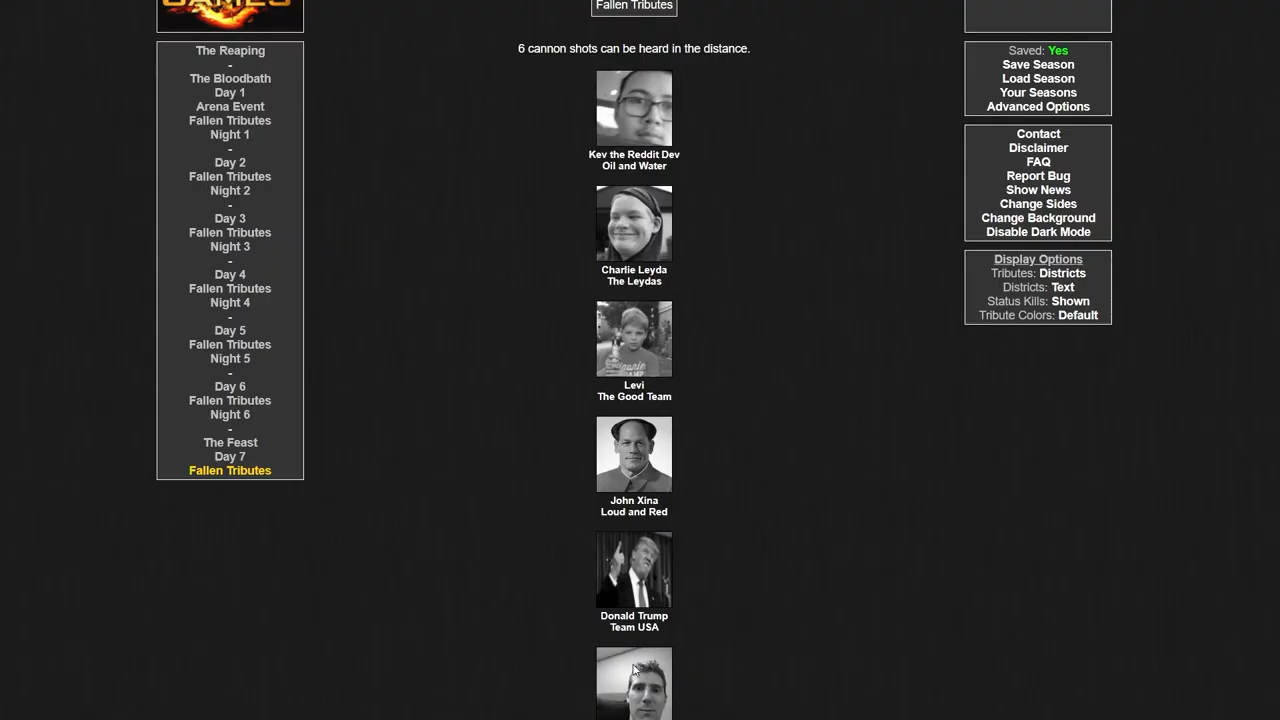 GAMES
The Reaping
-
The Bloodbath
Day 1
Arena Event
Fallen Tributes
Night 1
-
Day 2
Fallen Tributes
Night 2
-
Day 3
Fallen Tributes
Night 3
-
Day 4
Fallen Tributes
Night 4
-
Day 5
Fallen Tributes
Night 5
-
Day 6
Fallen Tributes
Night 6
-
The Feast
Day 7
Fallen Tributes
Fallen Tributes
6 cannon shots can be heard in the distance.
Kev the Reddit Dev
Oil and Water
Charlie Leyda
The Leydas
Levi
The Good Team
John Xina
Loud and Red
Donald Trump
Team USA
Saved: Yes
Save Season
Load Season
Your Seasons
Advanced Options
Contact
Disclaimer
FAQ
Report Bug
Show News
Change Sides
Change Background
Disable Dark Mode
Display Options
Tributes: Districts
Districts: Text
Status Kills: Shown
Tribute Colors: Default